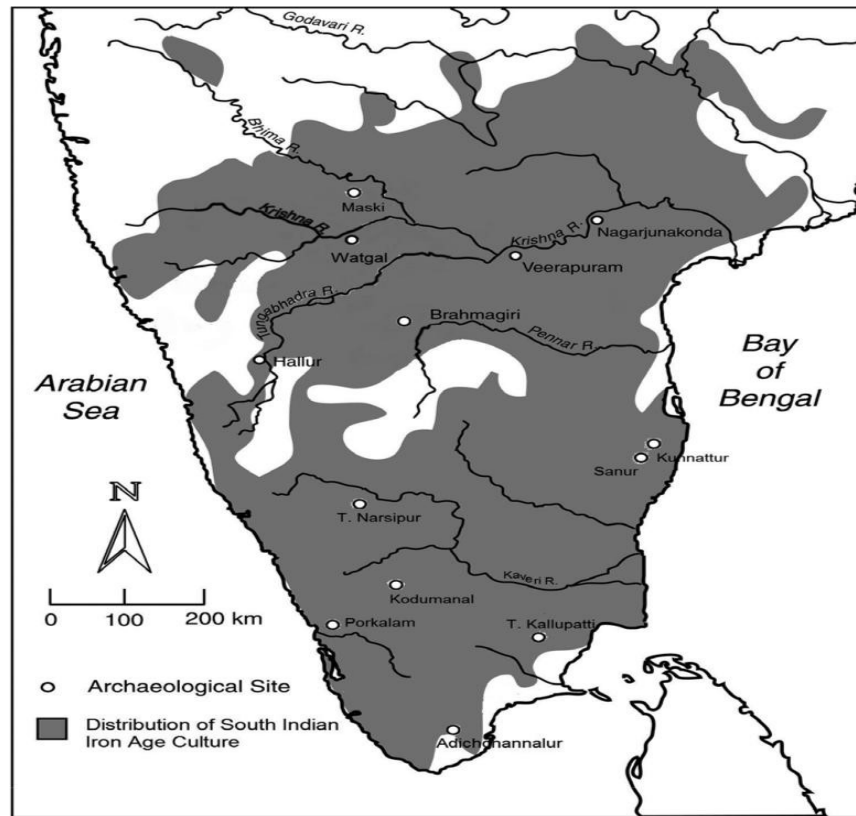 Godavari R.
Bhima R.
Maski
Krishna R.
Nagarjunakonda
Krishna R.
Watgal
Veerapuram
Tungabhadra R.
Brahmagiri
Pennar R.
Hallur
Bay
of
Bengal
Arabian
Sea
Kunnattur
Sanur
N
T. Narsipur
Kaveri R.
Kodumanal
0 100 200 km
Porkalam
T. Kallupatti
Archaeological Site
Distribution of South Indian
Iron Age Culture
Adichchannalur